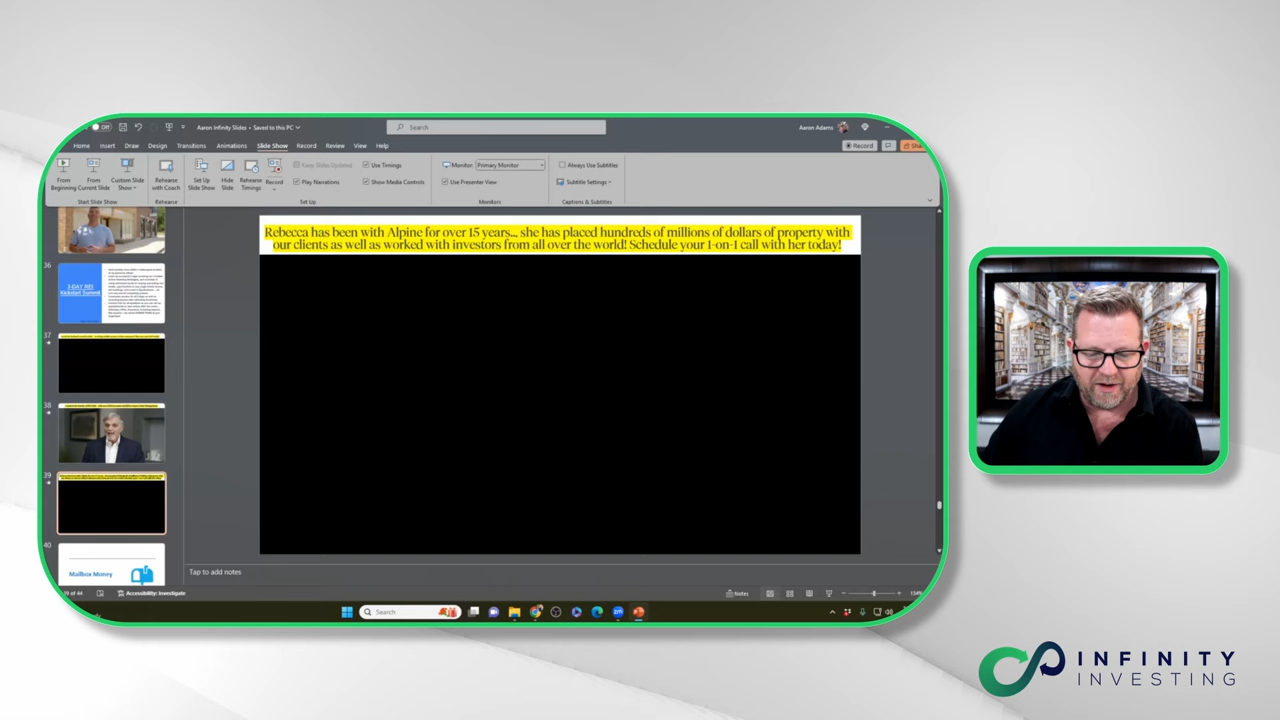 Off
Aaron Infinity Slides • Saved to this PC
Search
Aaron Adams
Home Insert Draw Design Transitions Animations Slide Show Record Review View Help
Record
From Beginning
From Current Slide
Custom Slide Show
Rehearse with Coach
Set Up Slide Show
Hide Slide
Rehearse Timings
Record
Keep Slides Updated
Play Narrations
Use Timings
Show Media Controls
Monitor: Primary Monitor
Use Presenter View
Always Use Subtitles
Subtitle Settings
Start Slide Show
Rehearse
Set Up
Monitors
Captions & Subtitles
Rebecca has been with Alpine for over 15 years... she has placed hundreds of millions of dollars of property with
our clients as well as worked with investors from all over the world! Schedule your 1-on-1 call with her today!
36
3-DAY REI
Kickstart Summit
37
38
39
40
Mailbox Money
Tap to add notes
39 of 44
Accessibility: Investigate
Notes
134%
Search
INFINITY
INVESTING